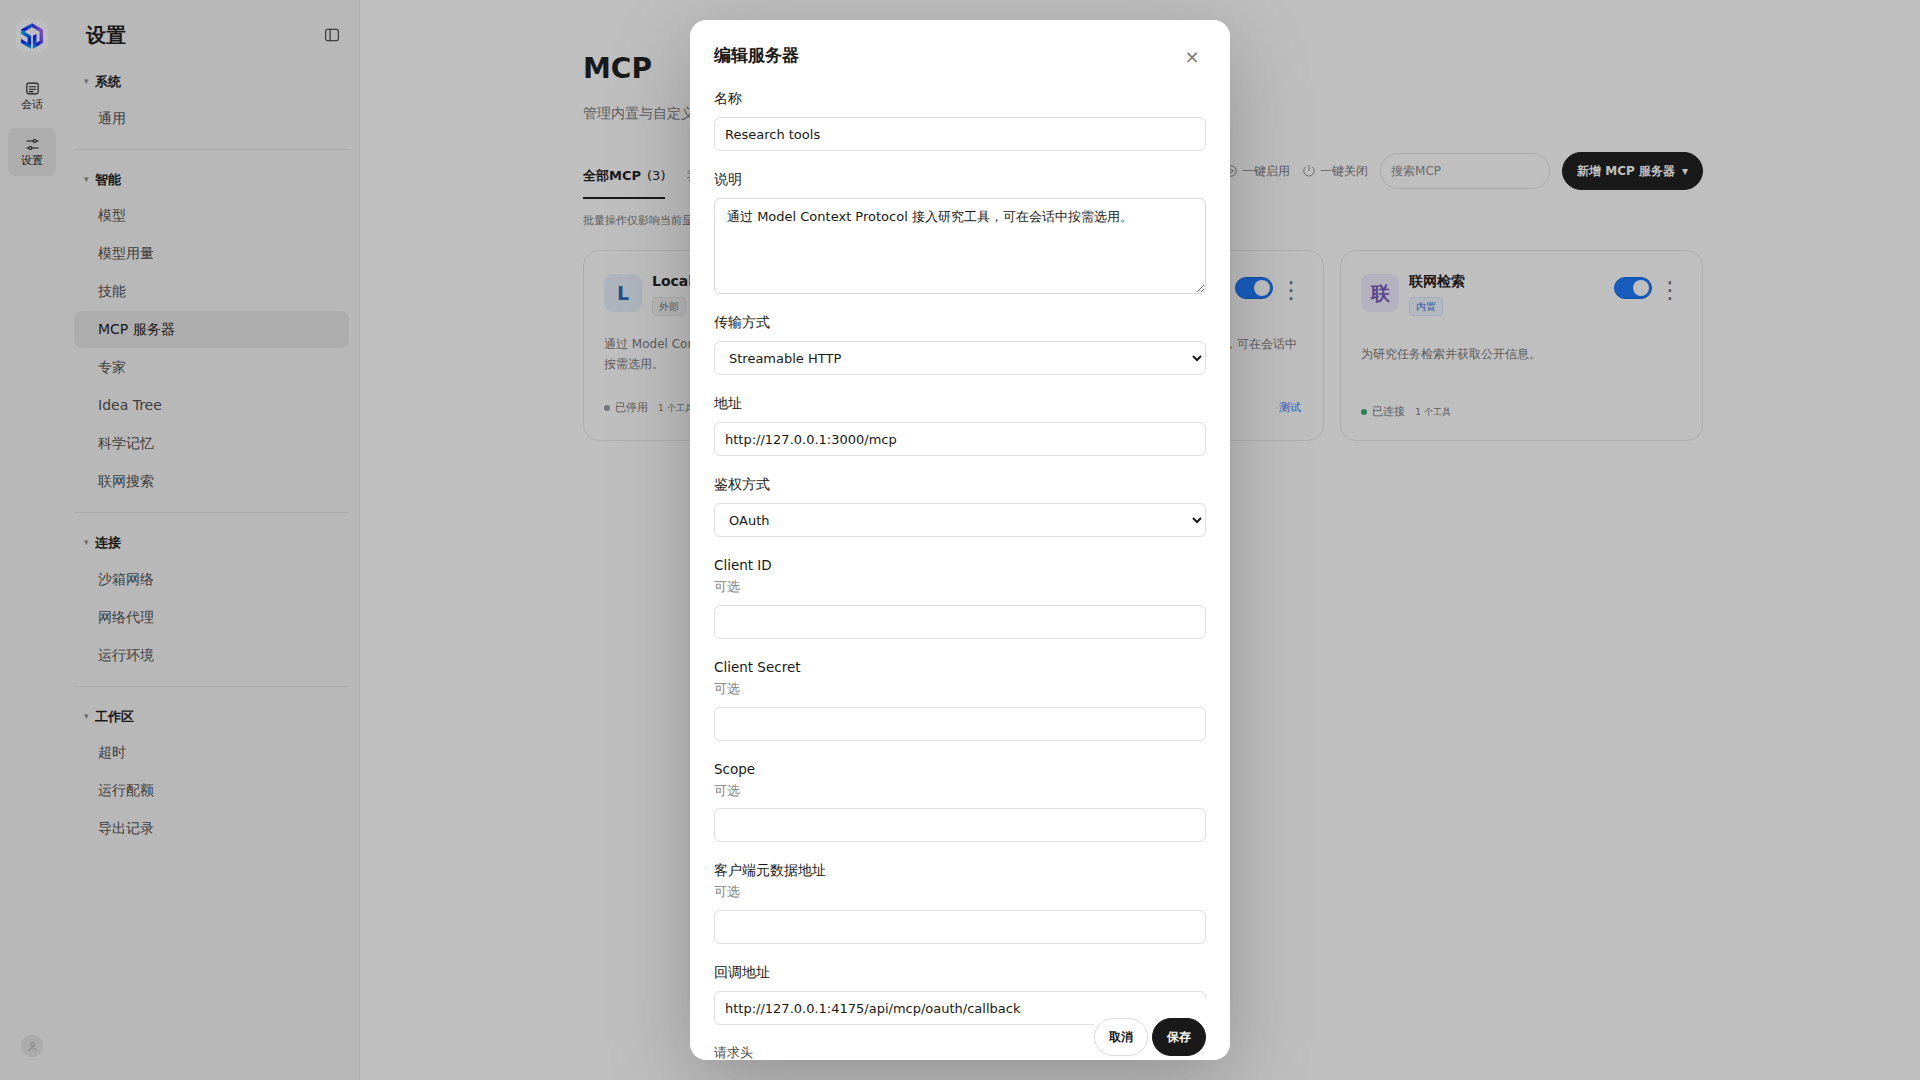 设置
会话
设置
系统
通用
智能
模型
模型用量
技能
MCP 服务器
专家
Idea Tree
科学记忆
联网搜索
连接
沙箱网络
网络代理
运行环境
工作区
超时
运行配额
导出记录
MCP
管理内置与自定义
全部MCP (3)
一键启用
一键关闭
搜索MCP
新增 MCP 服务器 ▾
批量操作仅影响当前显
L
Local
外部
通过 Model Con
按需选用。
已停用 1 个工具
,可在会话中
测试
联
联网检索
内置
为研究任务检索并获取公开信息。
已连接 1 个工具
编辑服务器
×
名称
Research tools
说明
通过 Model Context Protocol 接入研究工具，可在会话中按需选用。
传输方式
Streamable HTTP
地址
http://127.0.0.1:3000/mcp
鉴权方式
OAuth
Client ID
可选
Client Secret
可选
Scope
可选
客户端元数据地址
可选
回调地址
http://127.0.0.1:4175/api/mcp/oauth/callback
请求头
取消
保存